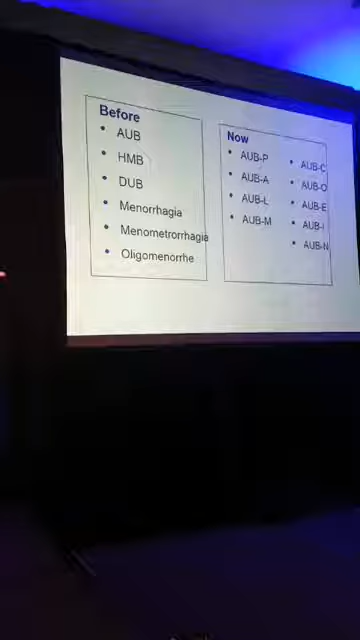 Before
• AUB
• HMB
• DUB
• Menorrhagia
• Menometrorrhagia
• Oligomenorrhe
Now
• AUB-P
• AUB-A
• AUB-L
• AUB-M
• AUB-C
• AUB-O
• AUB-E
• AUB-I
• AUB-N